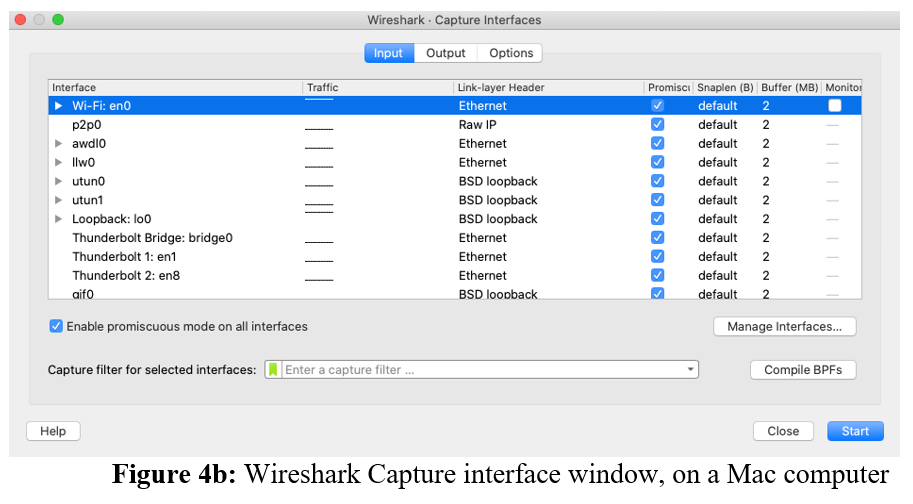 Wireshark · Capture Interfaces
Input Output Options
Interface Traffic Link-layer Header Promiscu Snaplen (B) Buffer (MB) Monitor
Wi-Fi: en0 Ethernet default 2
p2p0 Raw IP default 2 —
awdl0 Ethernet default 2 —
llw0 Ethernet default 2 —
utun0 BSD loopback default 2 —
utun1 BSD loopback default 2 —
Loopback: lo0 BSD loopback default 2 —
Thunderbolt Bridge: bridge0 Ethernet default 2 —
Thunderbolt 1: en1 Ethernet default 2 —
Thunderbolt 2: en8 Ethernet default 2 —
gif0 BSD loopback default 2 —
Enable promiscuous mode on all interfaces Manage Interfaces...
Capture filter for selected interfaces: Enter a capture filter ... Compile BPFs
Help Close Start
Figure 4b: Wireshark Capture interface window, on a Mac computer